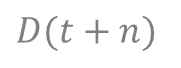 D(t + n)